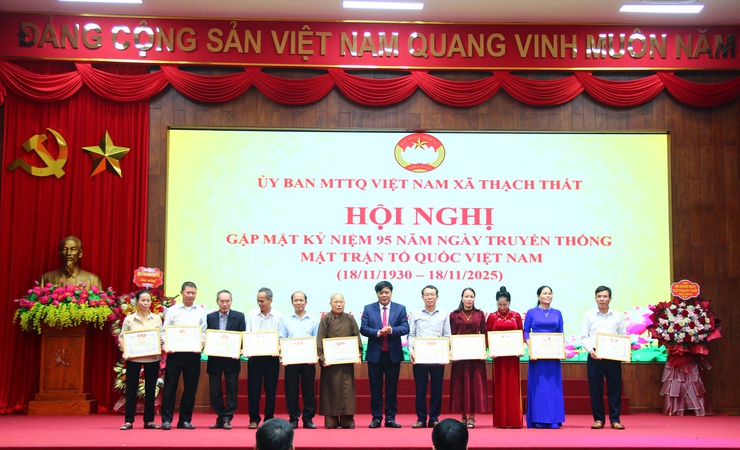 ĐẢNG CỘNG SẢN VIỆT NAM QUANG VINH MUÔN NĂM
ỦY BAN MTTQ VIỆT NAM XÃ THẠCH THẤT
HỘI NGHỊ
GẶP MẶT KỶ NIỆM 95 NĂM NGÀY TRUYỀN THỐNG
MẶT TRẬN TỔ QUỐC VIỆT NAM
(18/11/1930 – 18/11/2025)